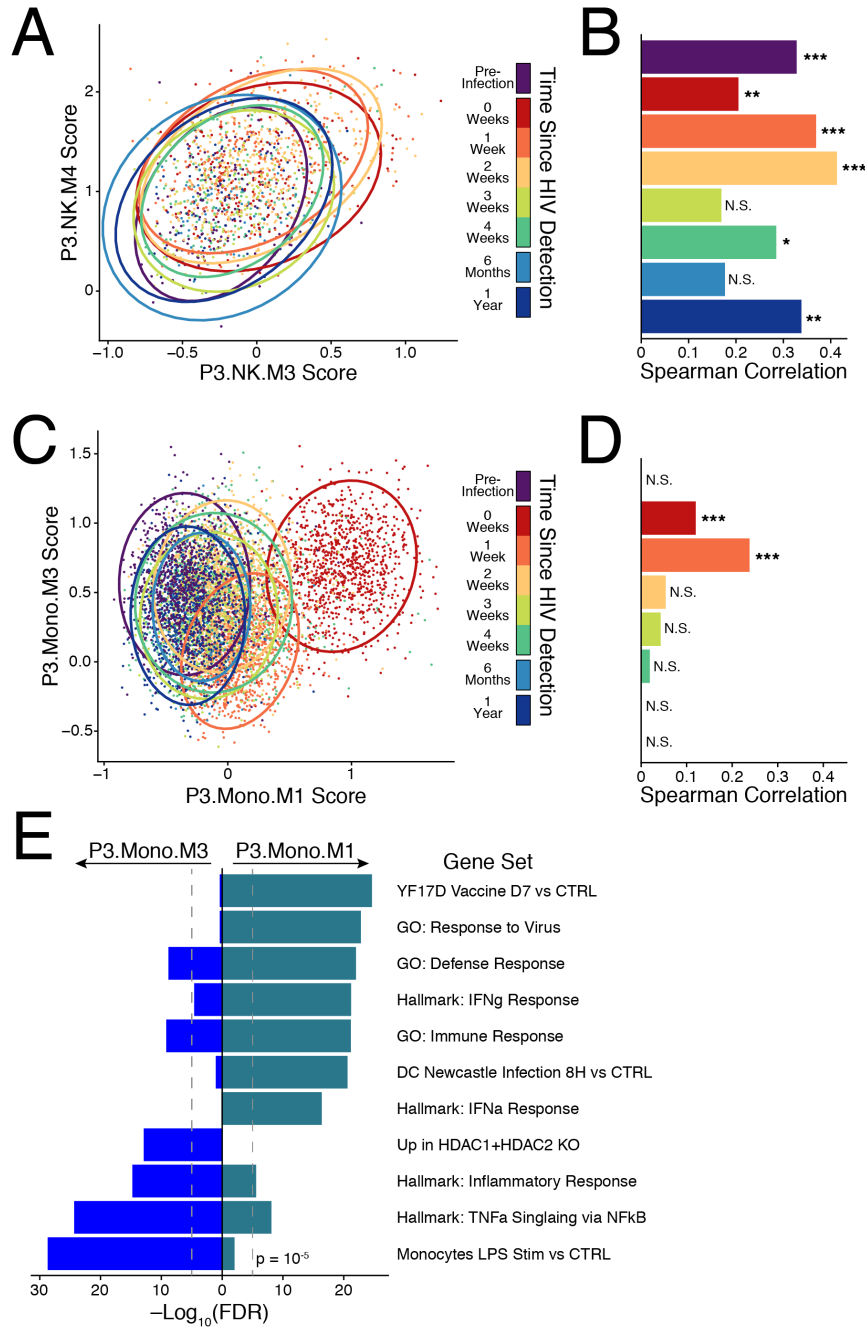 A
P3.NK.M4 Score
2
1
0
−1.0
−0.5
0
0.5
1.0
P3.NK.M3 Score
Pre-
Infection
0
Weeks
1
Week
2
Weeks
3
Weeks
4
Weeks
6
Months
1
Year
Time Since HIV Detection
B
***
**
***
***
N.S.
*
N.S.
**
0
0.1
0.2
0.3
0.4
Spearman Correlation
C
P3.Mono.M3 Score
1.5
1.0
0.5
0.0
−0.5
−1
0
1
P3.Mono.M1 Score
Pre-
Infection
0
Weeks
1
Week
2
Weeks
3
Weeks
4
Weeks
6
Months
1
Year
Time Since HIV Detection
D
N.S.
***
***
N.S.
N.S.
N.S.
N.S.
N.S.
0
0.1
0.2
0.3
0.4
Spearman Correlation
E
P3.Mono.M3
P3.Mono.M1
Gene Set
YF17D Vaccine D7 vs CTRL
GO: Response to Virus
GO: Defense Response
Hallmark: IFNg Response
GO: Immune Response
DC Newcastle Infection 8H vs CTRL
Hallmark: IFNa Response
Up in HDAC1+HDAC2 KO
Hallmark: Inflammatory Response
Hallmark: TNFa Singlaing via NFkB
Monocytes LPS Stim vs CTRL
p = 10-5
30
20
10
0
10
20
−Log10(FDR)